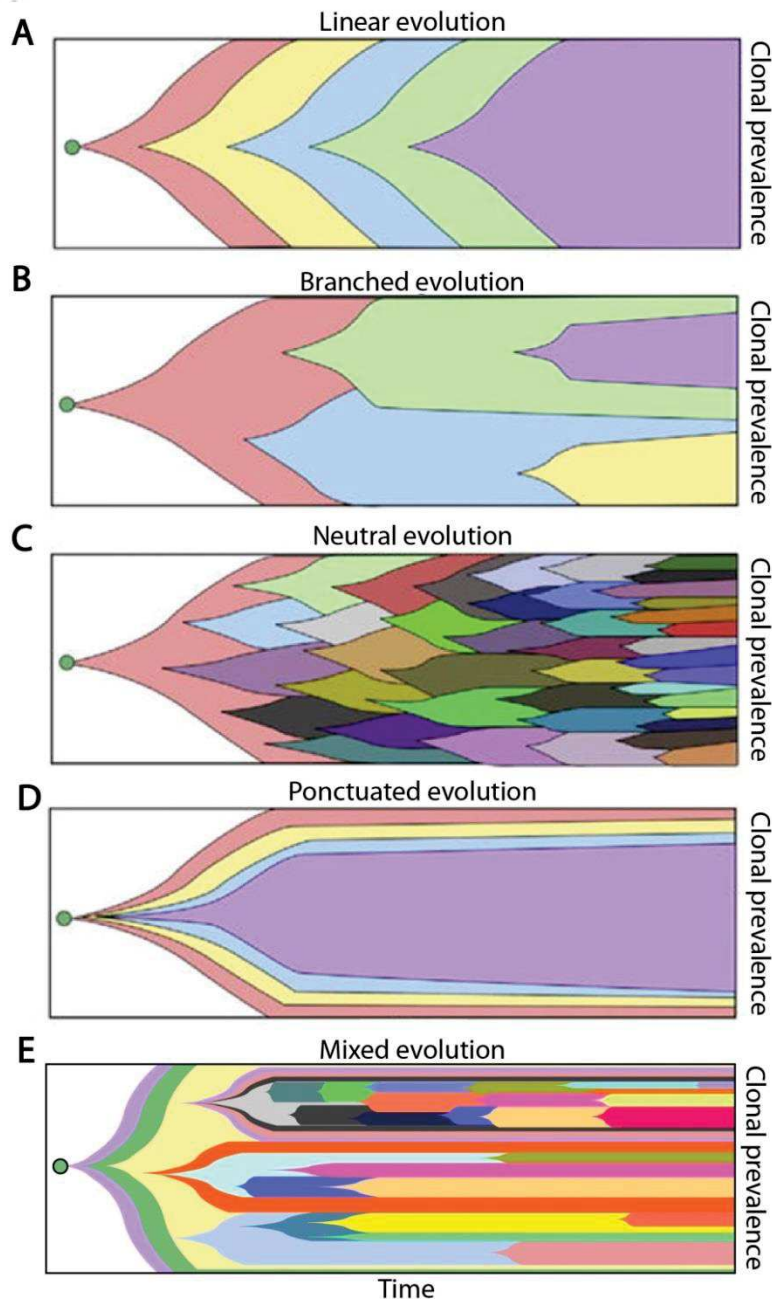 A
Linear evolution
Clonal prevalence
B
Branched evolution
Clonal prevalence
C
Neutral evolution
Clonal prevalence
D
Ponctuated evolution
Clonal prevalence
E
Mixed evolution
Clonal prevalence
Time